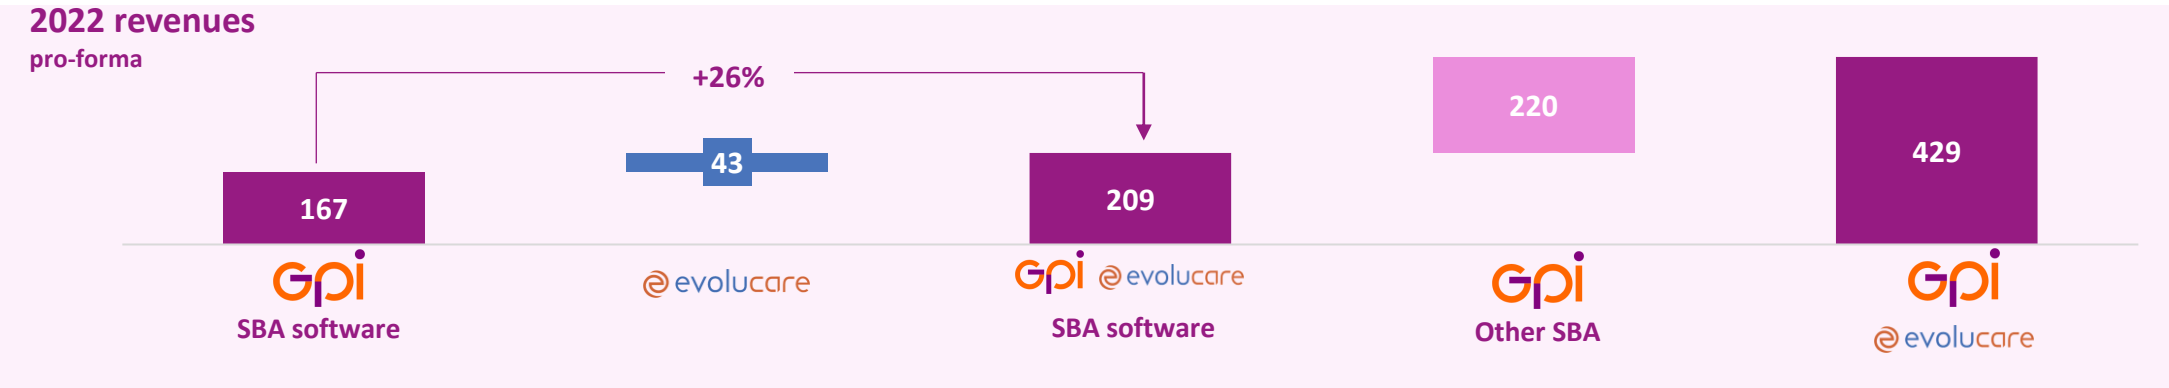 2022 revenues
pro-forma
+26%
167
43
209
220
429
GPI
evolucare
GPI evolucare
GPI
GPI
SBA software
SBA software
Other SBA
evolucare